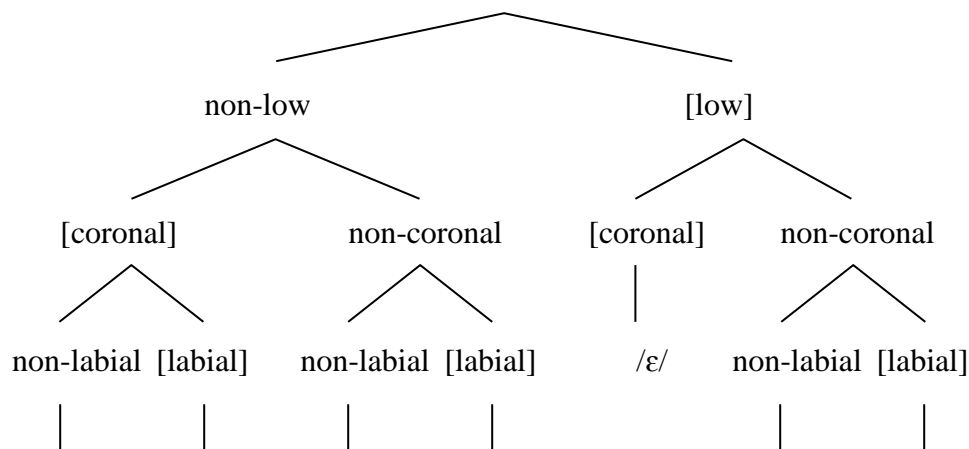 non-low [low]
[coronal] non-coronal [coronal] non-coronal
non-labial [labial] non-labial [labial] /ɛ/ non-labial [labial]